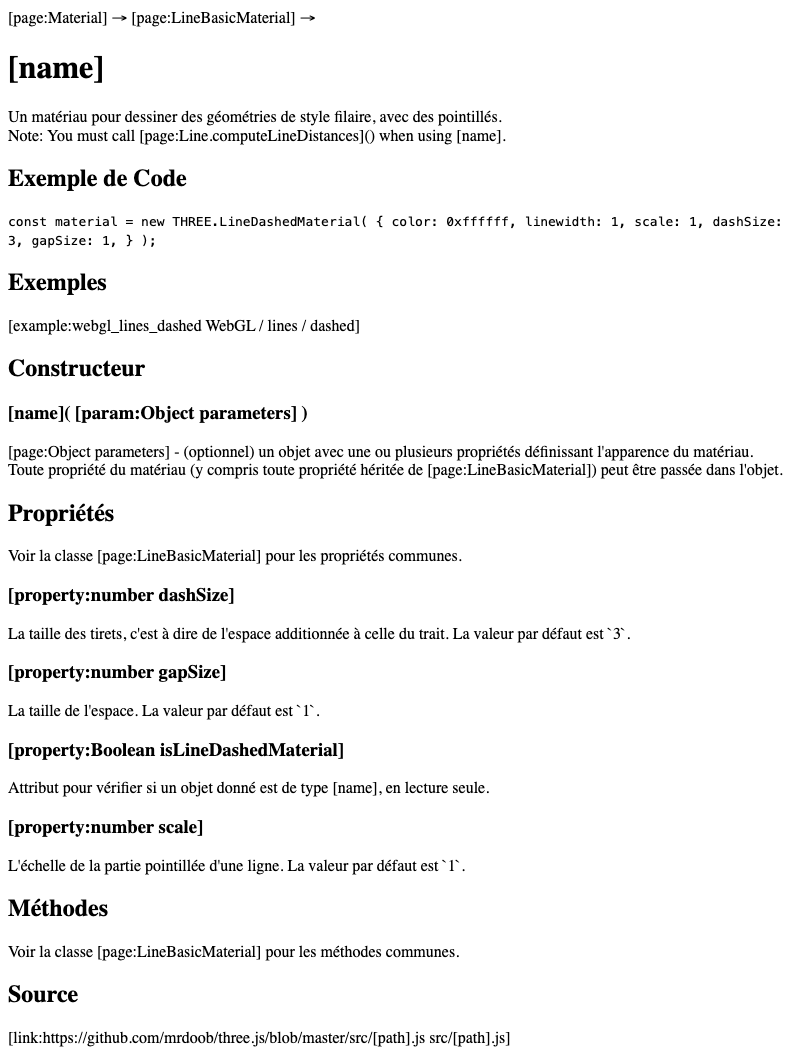 [page:Material] → [page:LineBasicMaterial] →
[name]
Un matériau pour dessiner des géométries de style filaire, avec des pointillés.
Note: You must call [page:Line.computeLineDistances]() when using [name].
Exemple de Code
const material = new THREE.LineDashedMaterial( { color: 0xffffff, linewidth: 1, scale: 1, dashSize:
3, gapSize: 1, } );
Exemples
[example:webgl_lines_dashed WebGL / lines / dashed]
Constructeur
[name]( [param:Object parameters] )
[page:Object parameters] - (optionnel) un objet avec une ou plusieurs propriétés définissant l'apparence du matériau.
Toute propriété du matériau (y compris toute propriété héritée de [page:LineBasicMaterial]) peut être passée dans l'objet.
Propriétés
Voir la classe [page:LineBasicMaterial] pour les propriétés communes.
[property:number dashSize]
La taille des tirets, c'est à dire de l'espace additionnée à celle du trait. La valeur par défaut est `3`.
[property:number gapSize]
La taille de l'espace. La valeur par défaut est `1`.
[property:Boolean isLineDashedMaterial]
Attribut pour vérifier si un objet donné est de type [name], en lecture seule.
[property:number scale]
L'échelle de la partie pointillée d'une ligne. La valeur par défaut est `1`.
Méthodes
Voir la classe [page:LineBasicMaterial] pour les méthodes communes.
Source
[link:https://github.com/mrdoob/three.js/blob/master/src/[path].js src/[path].js]